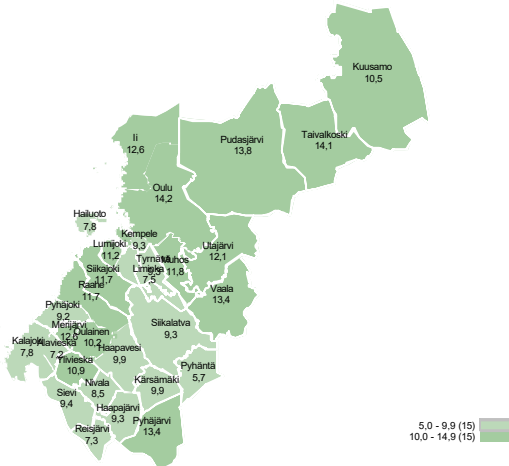 Kuusamo
10,5
Taivalkoski
14,1
Pudasjärvi
13,8
Ii
12,6
Oulu
14,2
Hailuoto
7,8
Kempele
9,3
Lumijoki
11,2
Tyrnävä
9,3
Muhos
11,8
Liminka
7,5
Utajärvi
12,1
Siikajoki
11,7
Raahe
11,7
Vaala
13,4
Pyhäjoki
9,2
Siikalatva
9,3
Merijärvi
12,6
Oulainen
10,2
Kalajoki
7,8
Alavieska
7,2
Haapavesi
9,9
Ylivieska
10,9
Pyhäntä
5,7
Kärsämäki
9,9
Nivala
8,5
Sievi
9,4
Haapajärvi
9,3
Pyhäjärvi
13,4
Reisjärvi
7,3
5,0 - 9,9 (15)
10,0 - 14,9 (15)